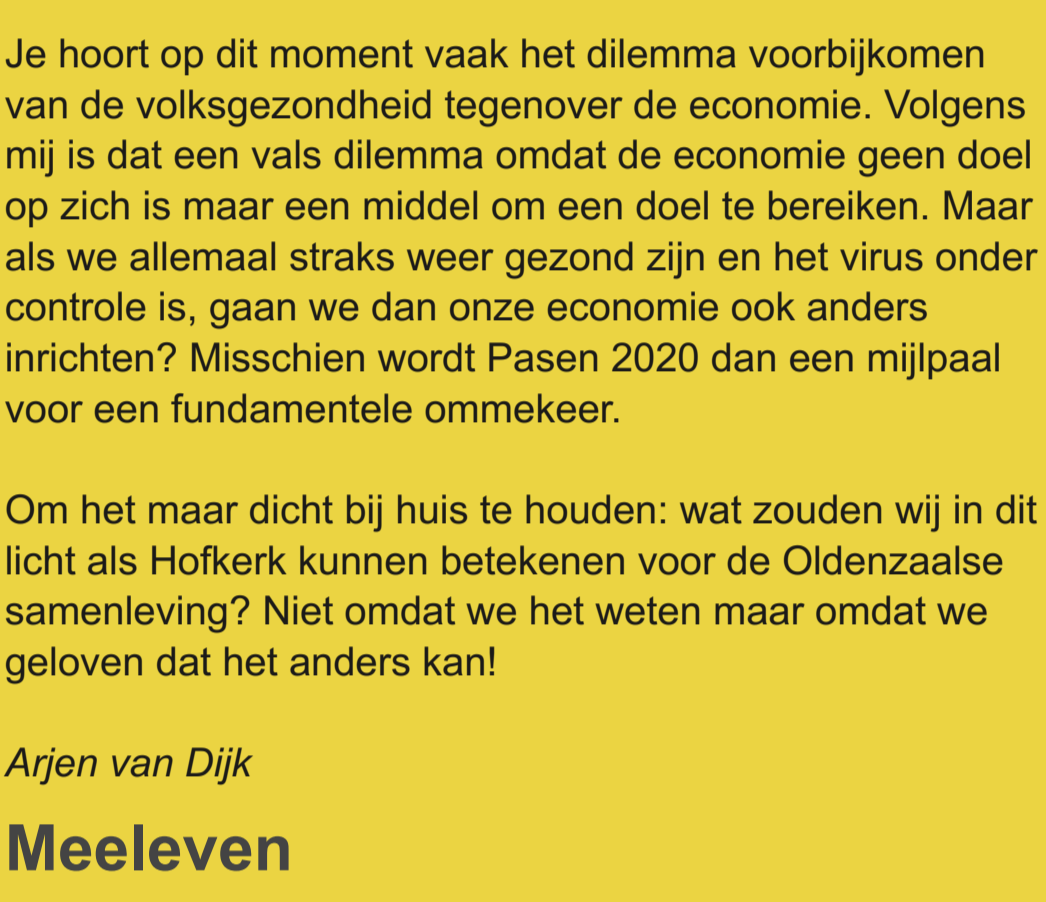 Je hoort op dit moment vaak het dilemma voorbijkomen
van de volksgezondheid tegenover de economie. Volgens
mij is dat een vals dilemma omdat de economie geen doel
op zich is maar een middel om een doel te bereiken. Maar
als we allemaal straks weer gezond zijn en het virus onder
controle is, gaan we dan onze economie ook anders
inrichten? Misschien wordt Pasen 2020 dan een mijlpaal
voor een fundamentele ommekeer.
Om het maar dicht bij huis te houden: wat zouden wij in dit
licht als Hofkerk kunnen betekenen voor de Oldenzaalse
samenleving? Niet omdat we het weten maar omdat we
geloven dat het anders kan!
Arjen van Dijk
Meeleven